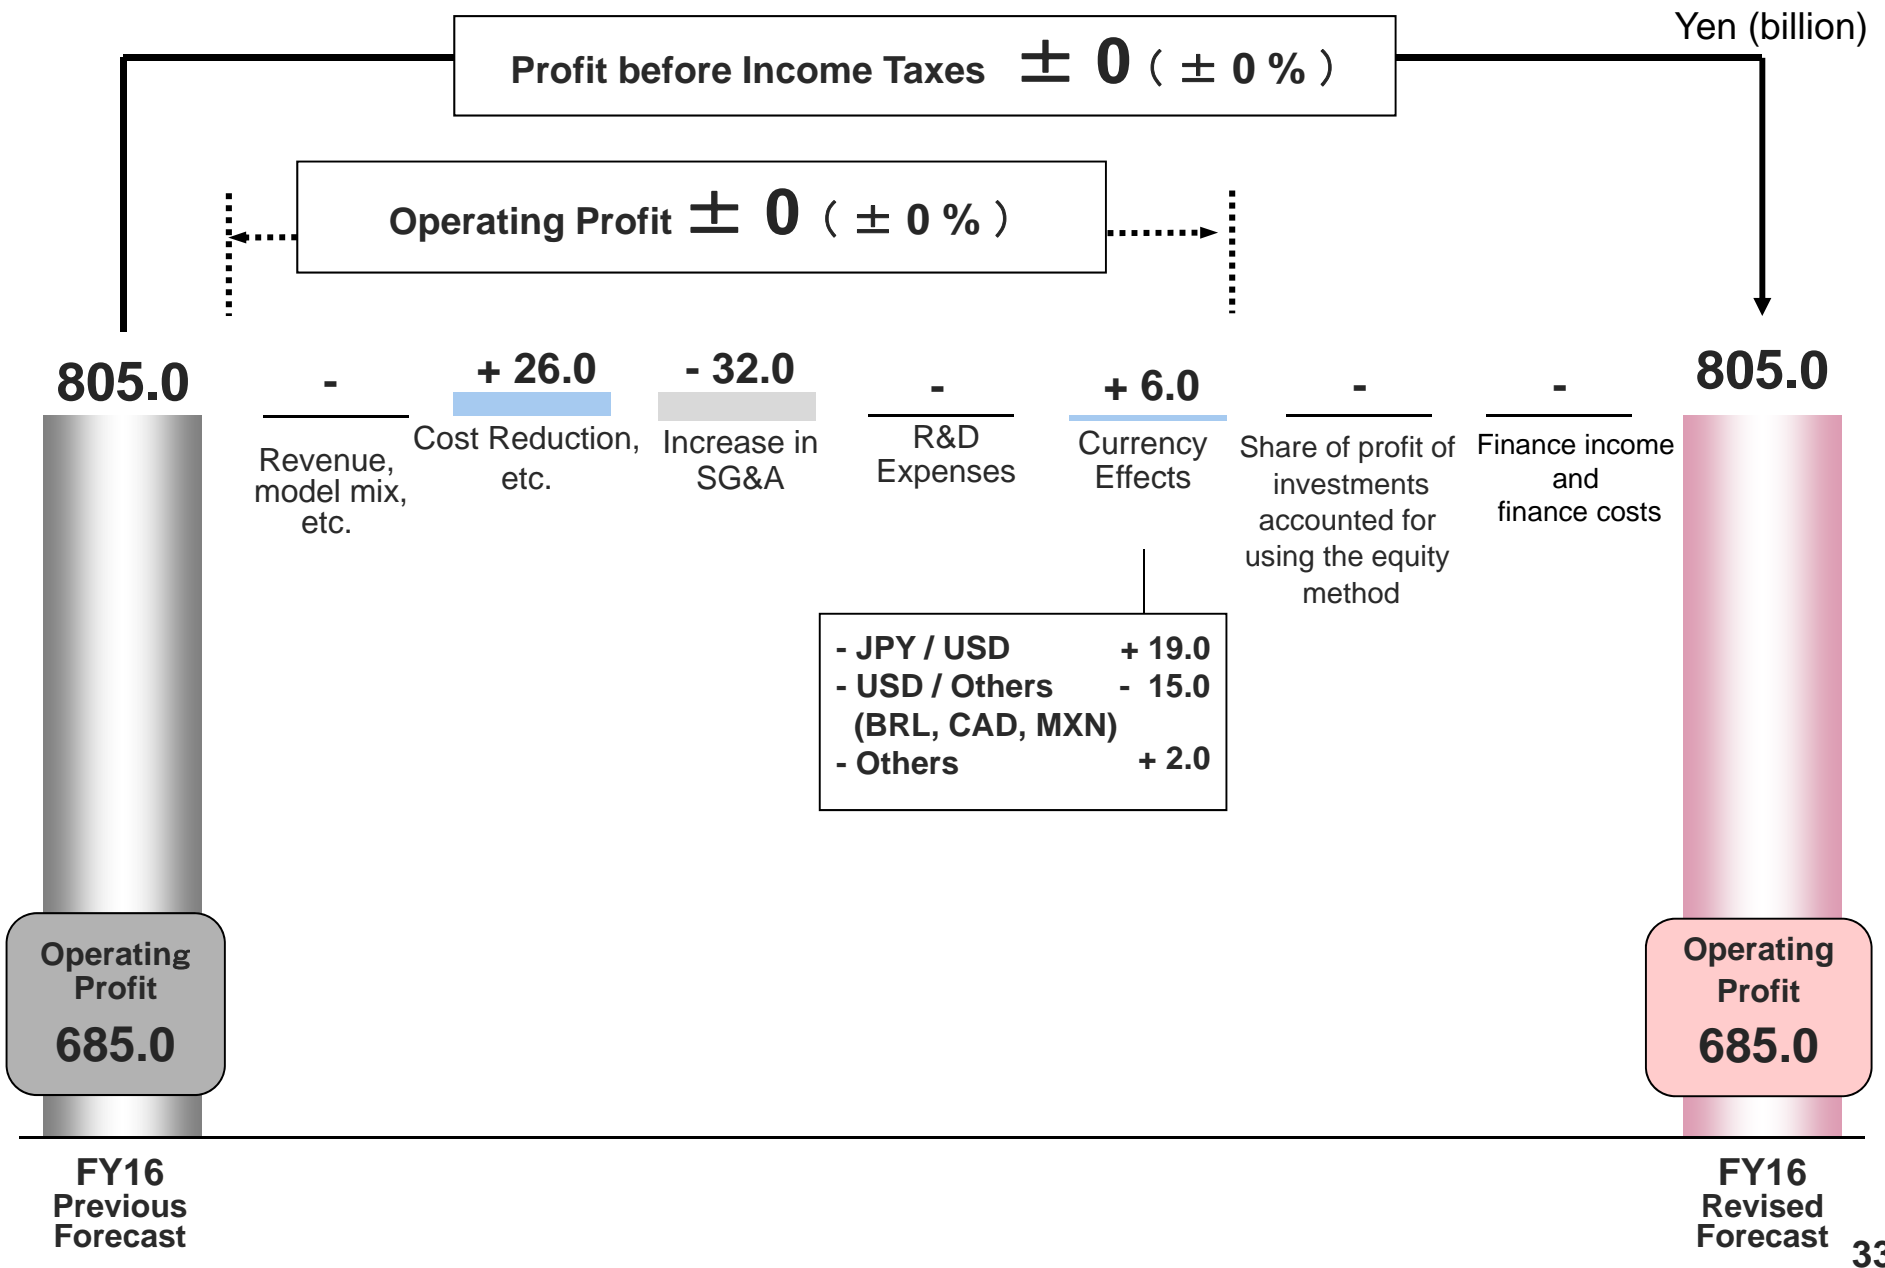 Yen (billion)
Profit before Income Taxes ± 0 ( ± 0 % )
Operating Profit ± 0 ( ± 0 % )
805.0
-
Revenue,
model mix,
etc.
+ 26.0
Cost Reduction,
etc.
- 32.0
Increase in
SG&A
-
R&D
Expenses
+ 6.0
Currency
Effects
-
Share of profit of
investments
accounted for
using the equity
method
-
Finance income
and
finance costs
805.0
- JPY / USD + 19.0
- USD / Others - 15.0
(BRL, CAD, MXN)
- Others + 2.0
Operating
Profit
685.0
Operating
Profit
685.0
FY16
Previous
Forecast
FY16
Revised
Forecast
33